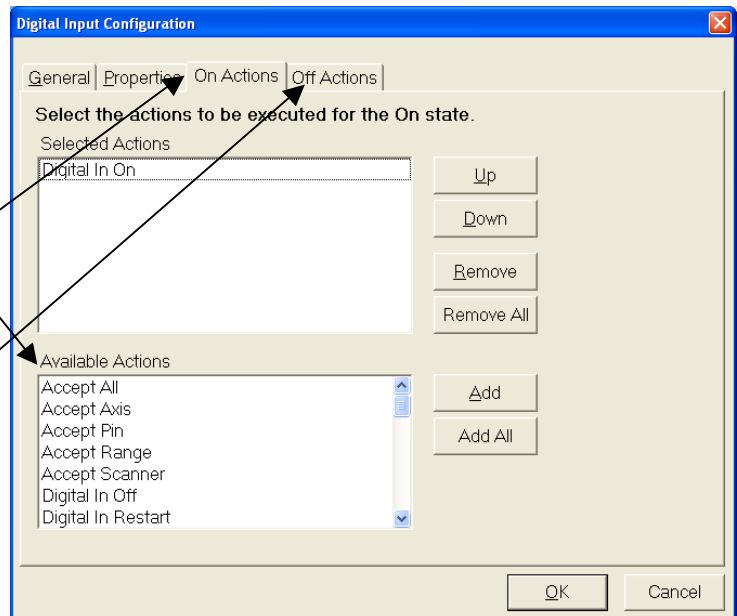 Digital Input Configuration
General Properties On Actions Off Actions
Select the actions to be executed for the On state.
Selected Actions
Digital In On
Up
Down
Remove
Remove All
Available Actions
Accept All
Accept Axis
Accept Pin
Accept Range
Accept Scanner
Digital In Off
Digital In Restart
Add
Add All
OK Cancel